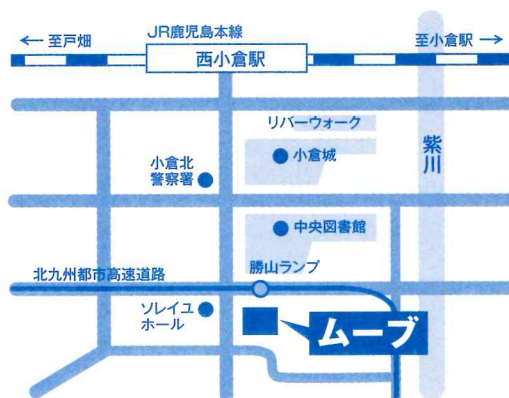 JR鹿児島本線
← 至戸畑
至小倉駅 →
西小倉駅
リバーウォーク
紫川
小倉城
小倉北
警察署
中央図書館
北九州都市高速道路
勝山ランプ
ソレイユ
ホール
ムーブ